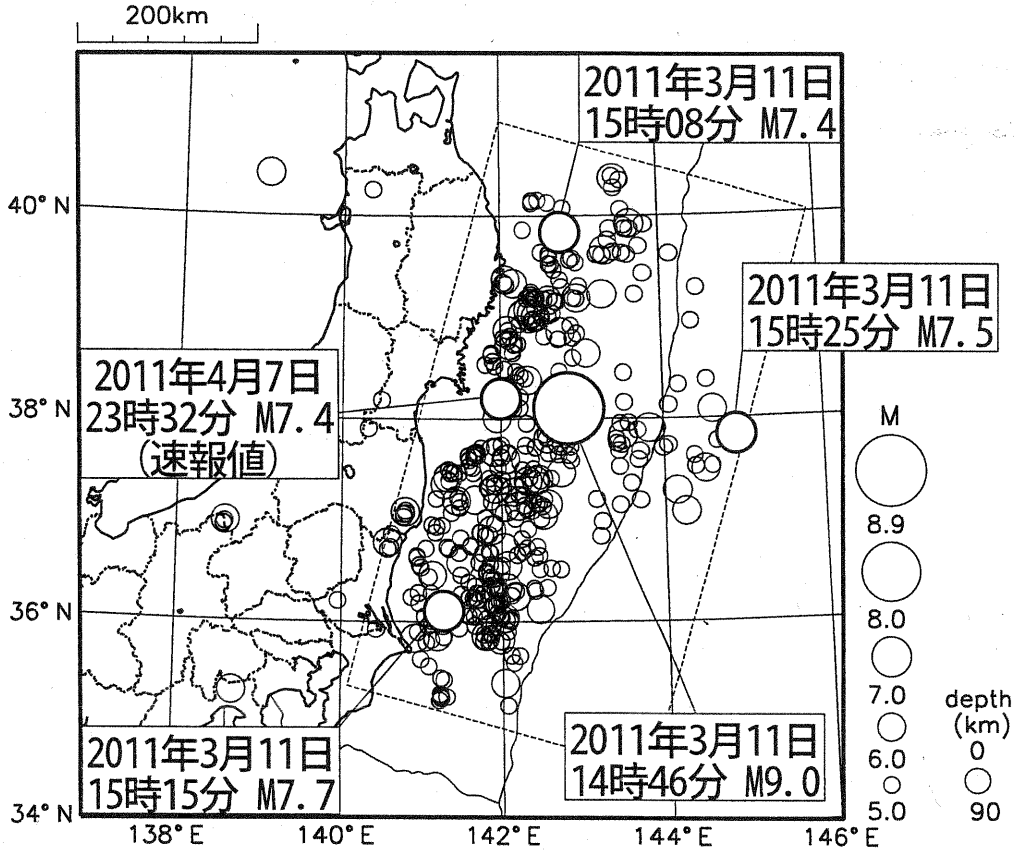 200km
2011年3月11日
15時08分 M7.4
40°N
2011年3月11日
15時25分 M7.5
2011年4月7日
23時32分 M7.4
(速報値)
38°N
M
8.9
8.0
36°N
7.0
depth
(km)
6.0
0
5.0
90
2011年3月11日
15時15分 M7.7
2011年3月11日
14時46分 M9.0
34°N
138°E
140°E
142°E
144°E
146°E